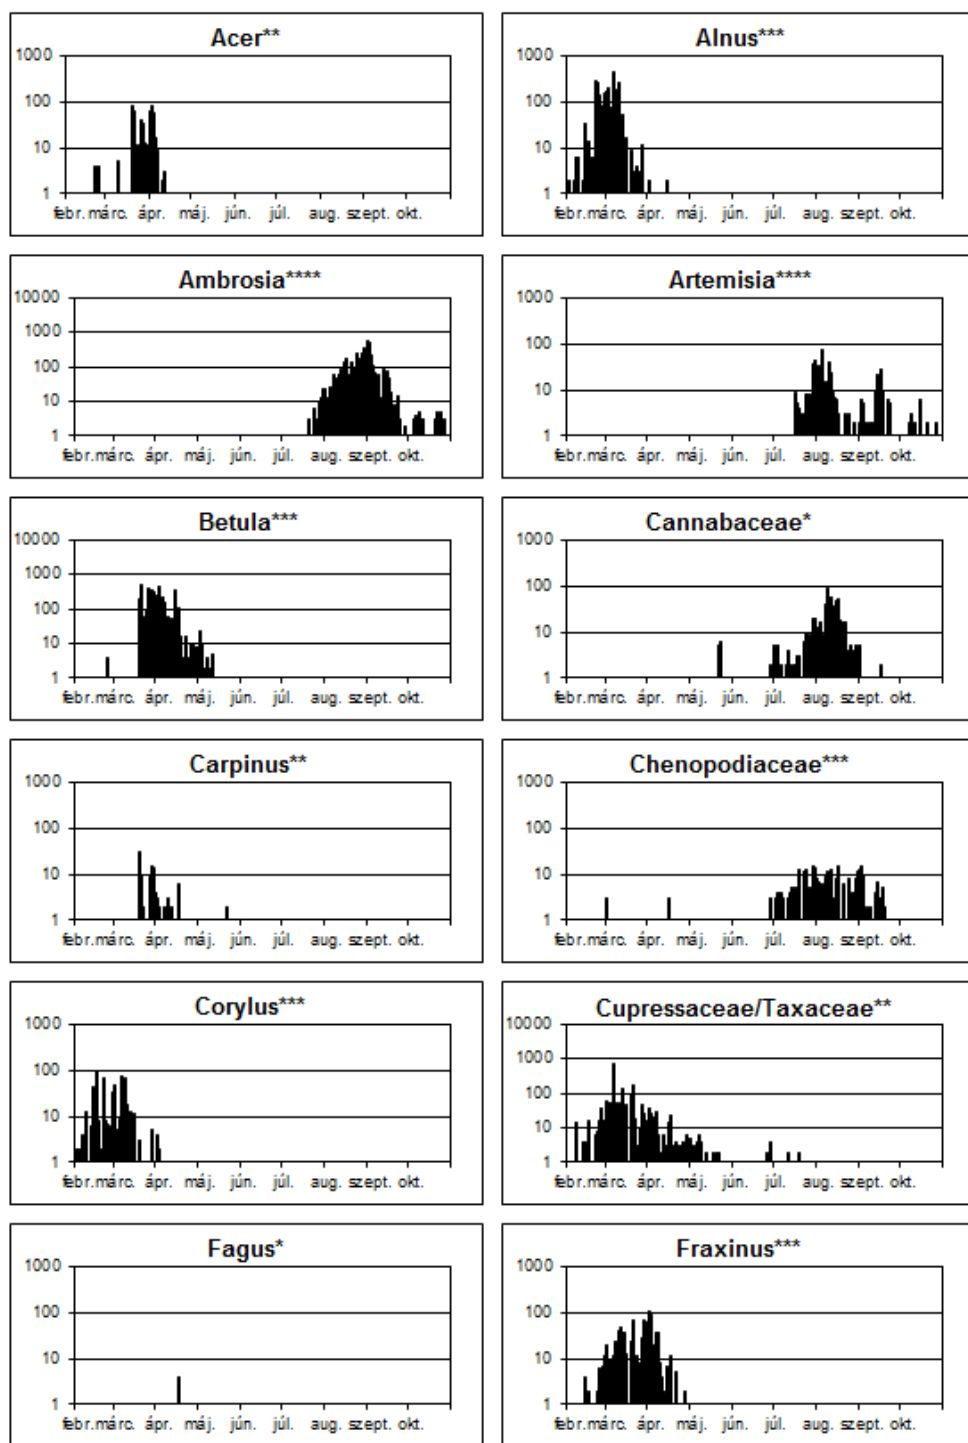 Acer**
1000
100
10
1
febr. márc. ápr. máj. jún. júl. aug. szept. okt.
Alnus***
1000
100
10
1
febr. márc. ápr. máj. jún. júl. aug. szept. okt.
Ambrosia****
10000
1000
100
10
1
febr. márc. ápr. máj. jún. júl. aug. szept. okt.
Artemisia****
1000
100
10
1
febr. márc. ápr. máj. jún. júl. aug. szept. okt.
Betula***
10000
1000
100
10
1
febr. márc. ápr. máj. jún. júl. aug. szept. okt.
Cannabaceae*
1000
100
10
1
febr. márc. ápr. máj. jún. júl. aug. szept. okt.
Carpinus**
1000
100
10
1
febr. márc. ápr. máj. jún. júl. aug. szept. okt.
Chenopodiaceae***
1000
100
10
1
febr. márc. ápr. máj. jún. júl. aug. szept. okt.
Corylus***
1000
100
10
1
febr. márc. ápr. máj. jún. júl. aug. szept. okt.
Cupressaceae/Taxaceae**
10000
1000
100
10
1
febr. márc. ápr. máj. jún. júl. aug. szept. okt.
Fagus*
1000
100
10
1
febr. márc. ápr. máj. jún. júl. aug. szept. okt.
Fraxinus***
1000
100
10
1
febr. márc. ápr. máj. jún. júl. aug. szept. okt.